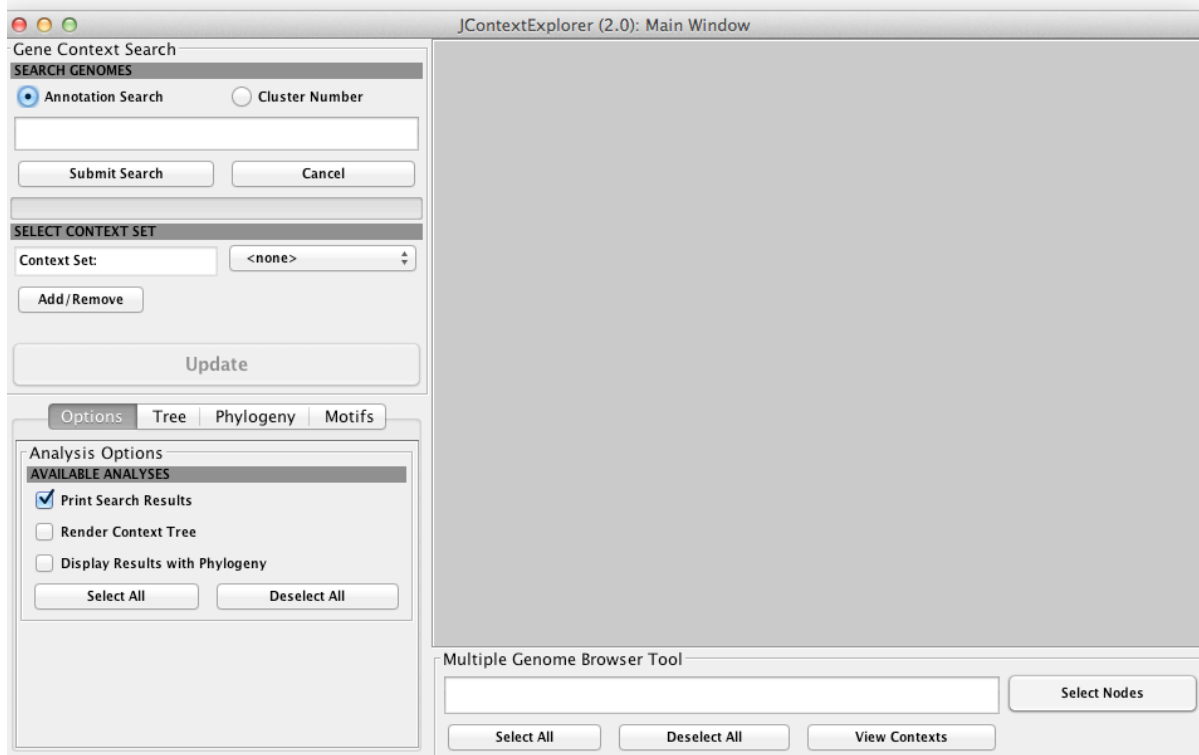 JContextExplorer (2.0): Main Window
Gene Context Search
SEARCH GENOMES
Annotation Search Cluster Number
Submit Search Cancel
SELECT CONTEXT SET
Context Set: <none>
Add/Remove
Update
Options Tree Phylogeny Motifs
Analysis Options
AVAILABLE ANALYSES
Print Search Results
Render Context Tree
Display Results with Phylogeny
Select All Deselect All
Multiple Genome Browser Tool
Select Nodes
Select All Deselect All View Contexts